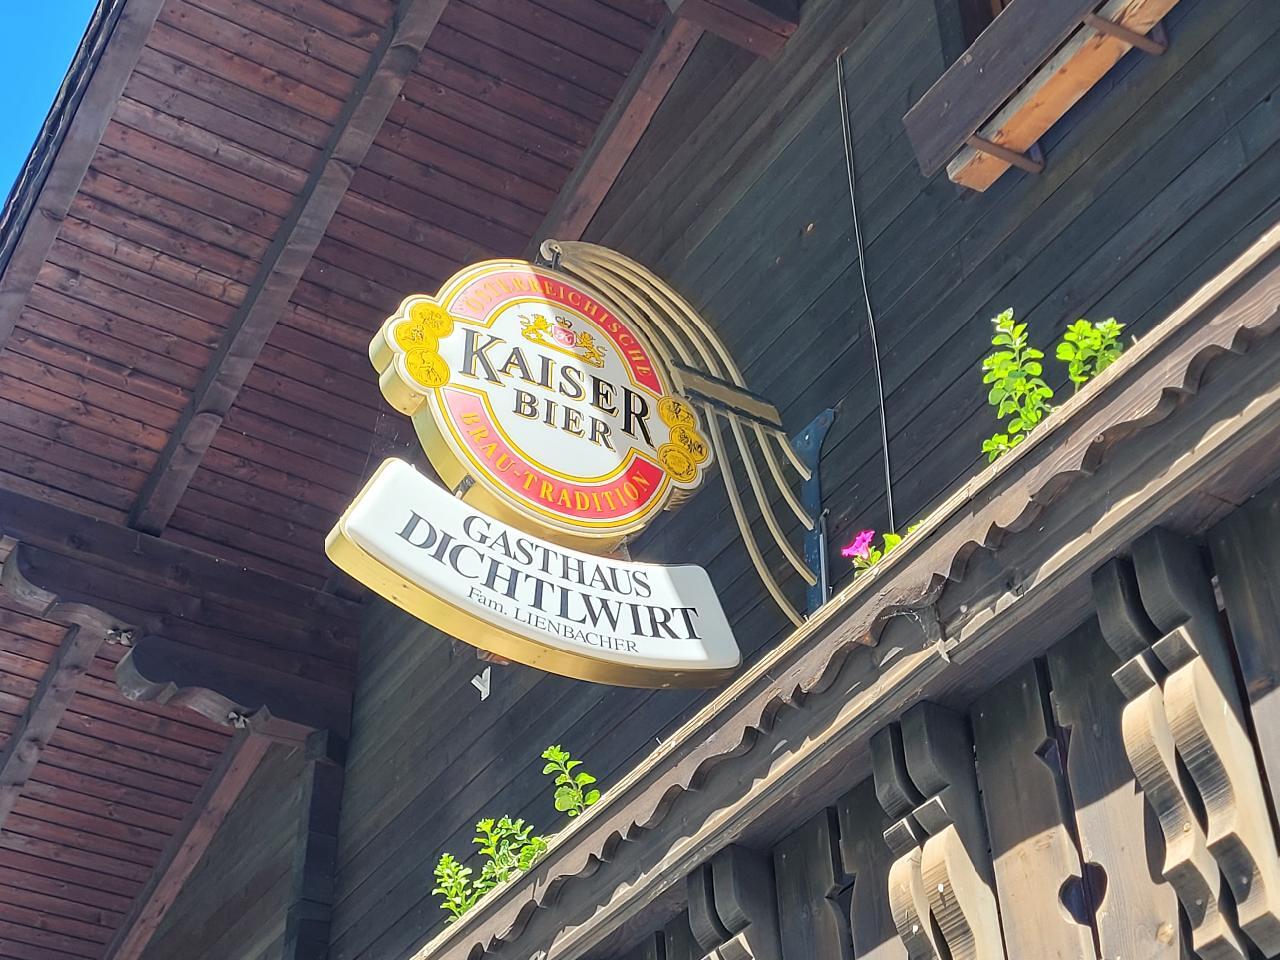 ÖSTERREICHISCHE
KAISER
BIER
BRAU-TRADITION
GASTHAUS
DICHTLWIRT
Fam. LIENBACHER